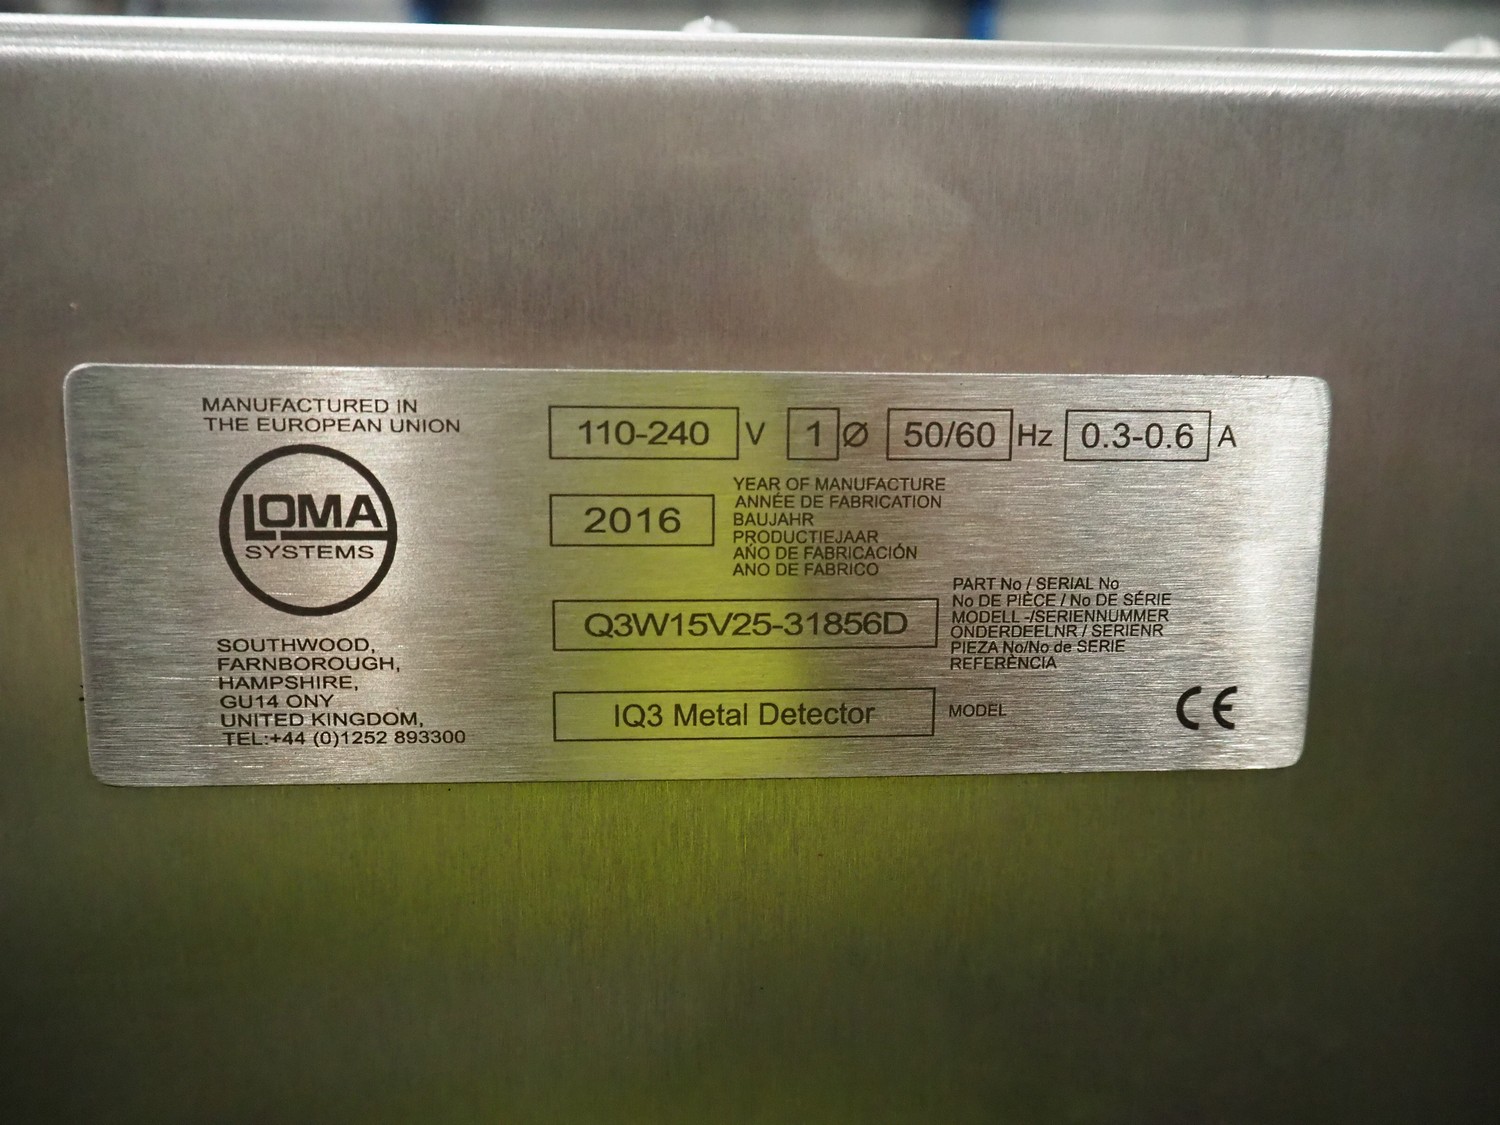 MANUFACTURED IN
THE EUROPEAN UNION
LOMA
SYSTEMS
SOUTHWOOD,
FARNBOROUGH,
HAMPSHIRE,
GU14 ONY
UNITED KINGDOM,
TEL:+44 (0)1252 893300
110-240 V 1 Ø 50/60 Hz 0.3-0.6 A
2016
YEAR OF MANUFACTURE
ANNÉE DE FABRICATION
BAUJAHR
PRODUCTIEJAAR
AÑO DE FABRICACIÓN
ANO DE FABRICO
Q3W15V25-31856D
PART No / SERIAL No
No DE PIÈCE / No DE SÉRIE
MODELL -/SERIENNUMMER
ONDERDEELNR / SERIENR
PIEZA No/No de SERIE
REFERÊNCIA
IQ3 Metal Detector MODEL
CE